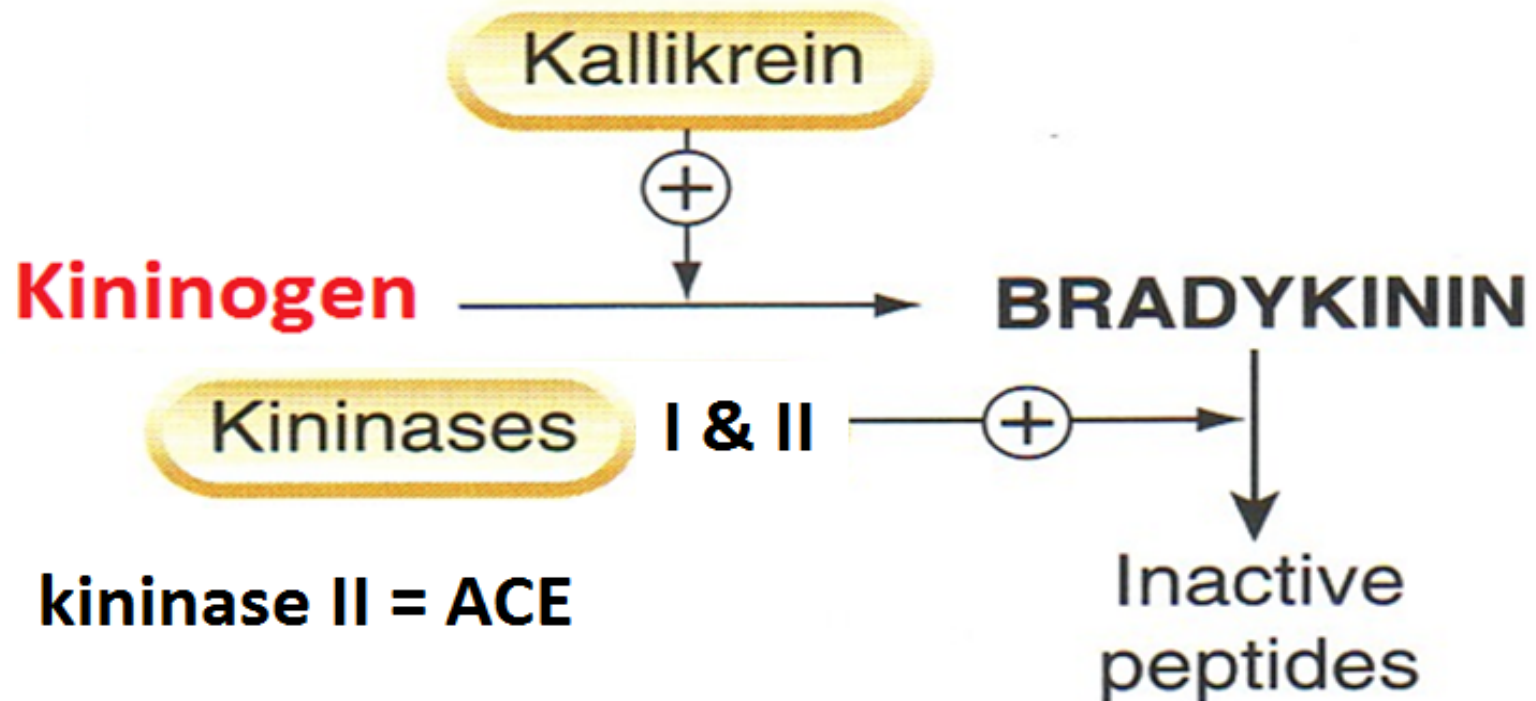 Kallikrein
+
Kininogen
BRADYKININ
Kininases I & II
+
kininase II = ACE
Inactive
peptides